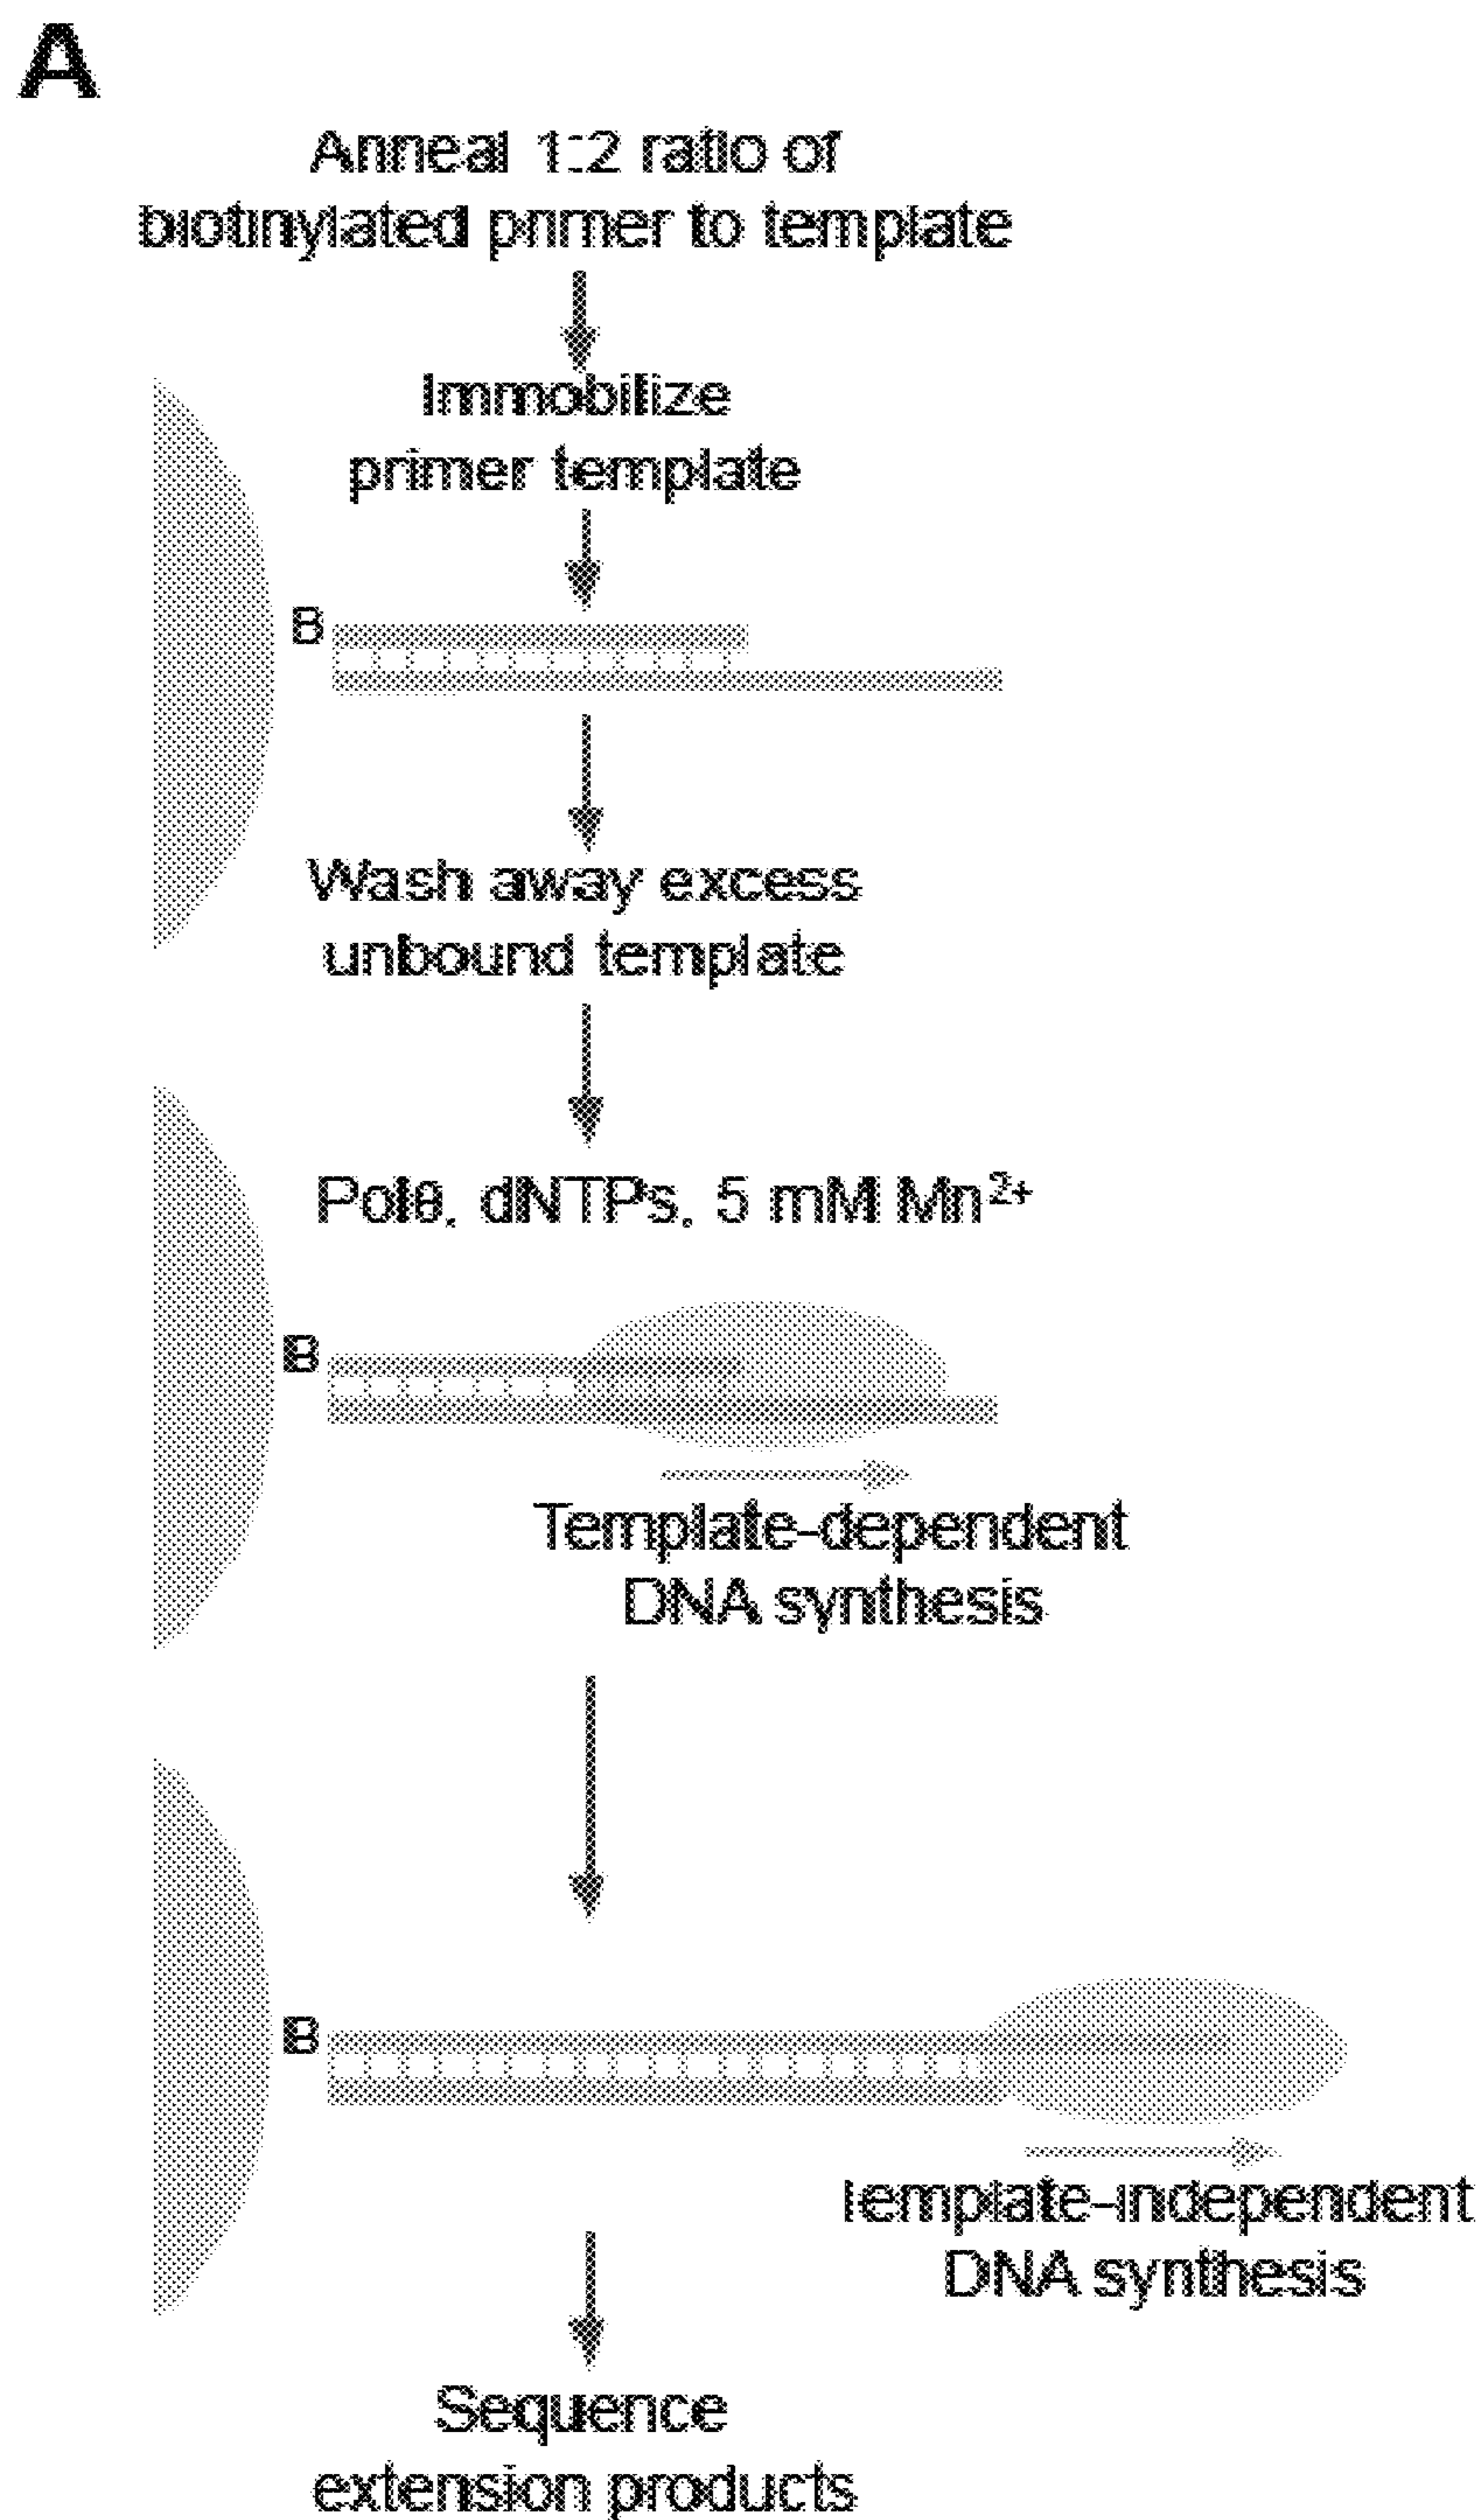 A
Anneal 1:2 ratio of
biotinylated primer to template
Immobilize
primer template
B
Wash away excess
unbound template
Polθ, dNTPs, 5 mM Mn²⁺
B
Template-dependent
DNA synthesis
B
Template-independent
DNA synthesis
Sequence
extension products